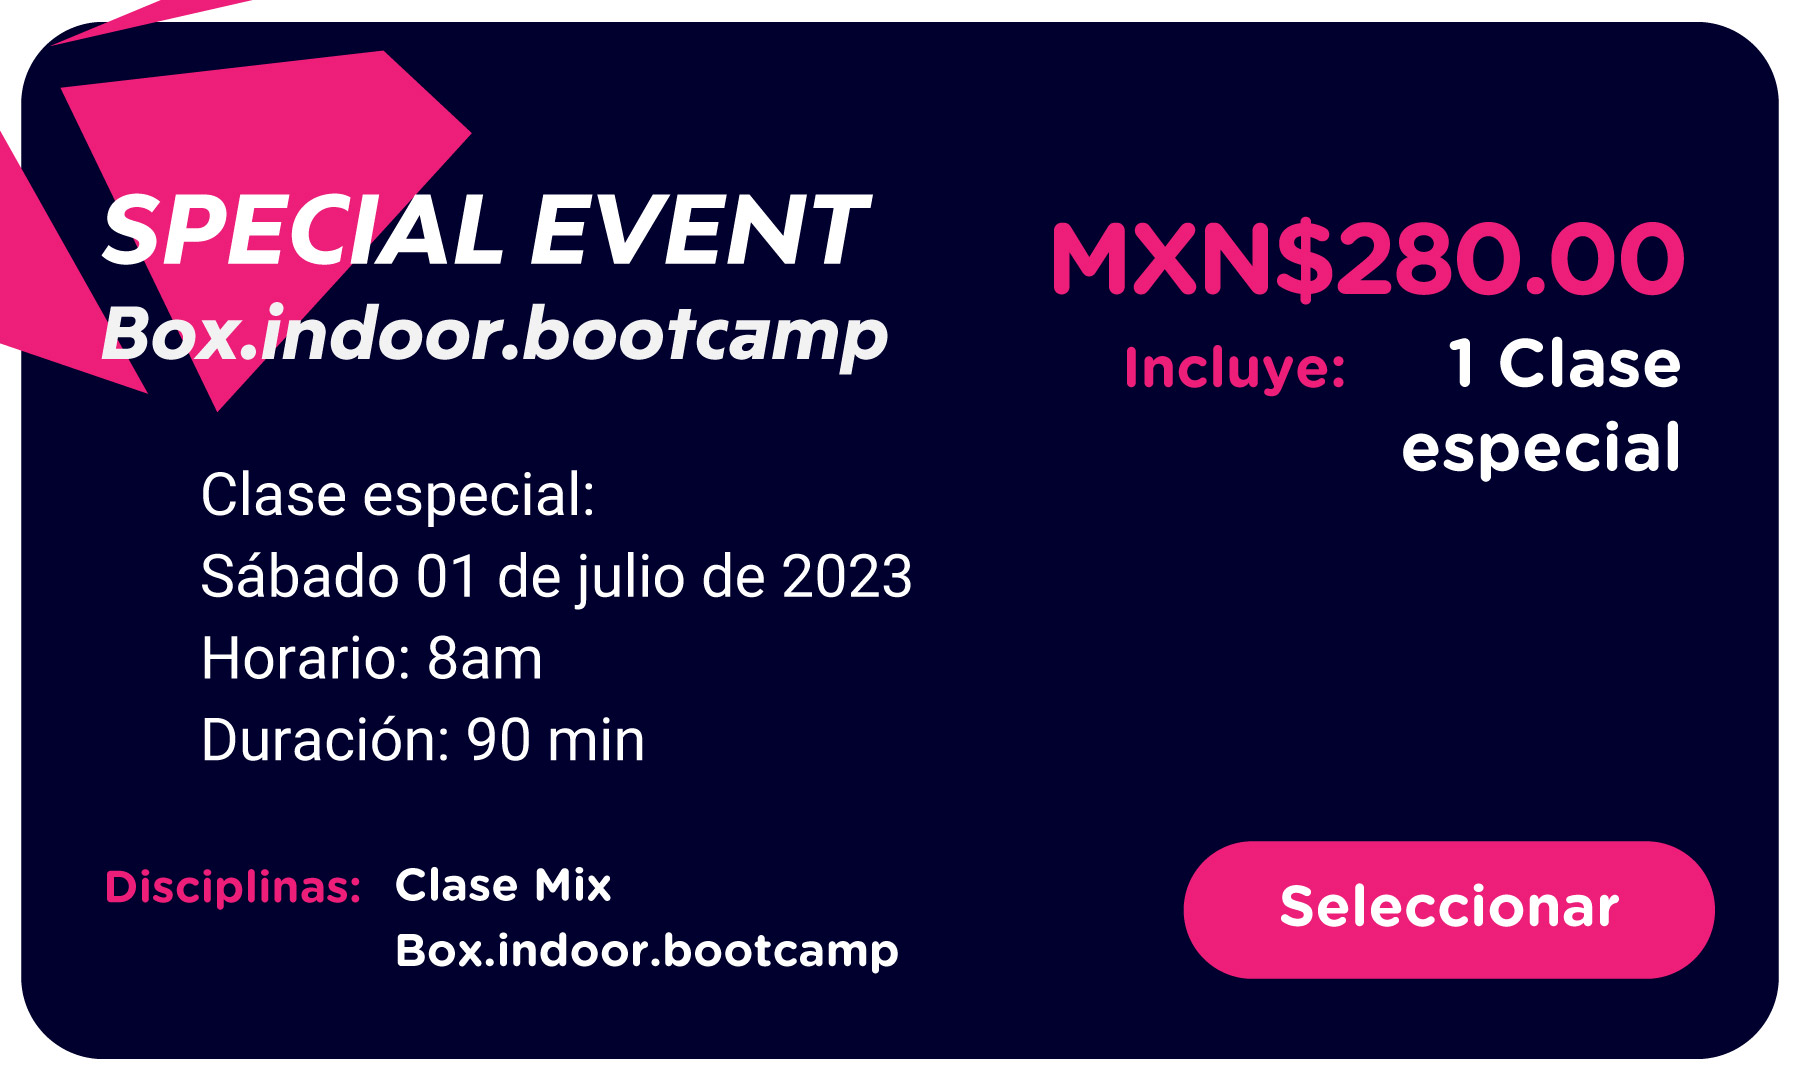 SPECIAL EVENT
Box.indoor.bootcamp
MXN$280.00
Incluye: 1 Clase
especial
Clase especial:
Sábado 01 de julio de 2023
Horario: 8am
Duración: 90 min
Disciplinas: Clase Mix
Box.indoor.bootcamp
Seleccionar